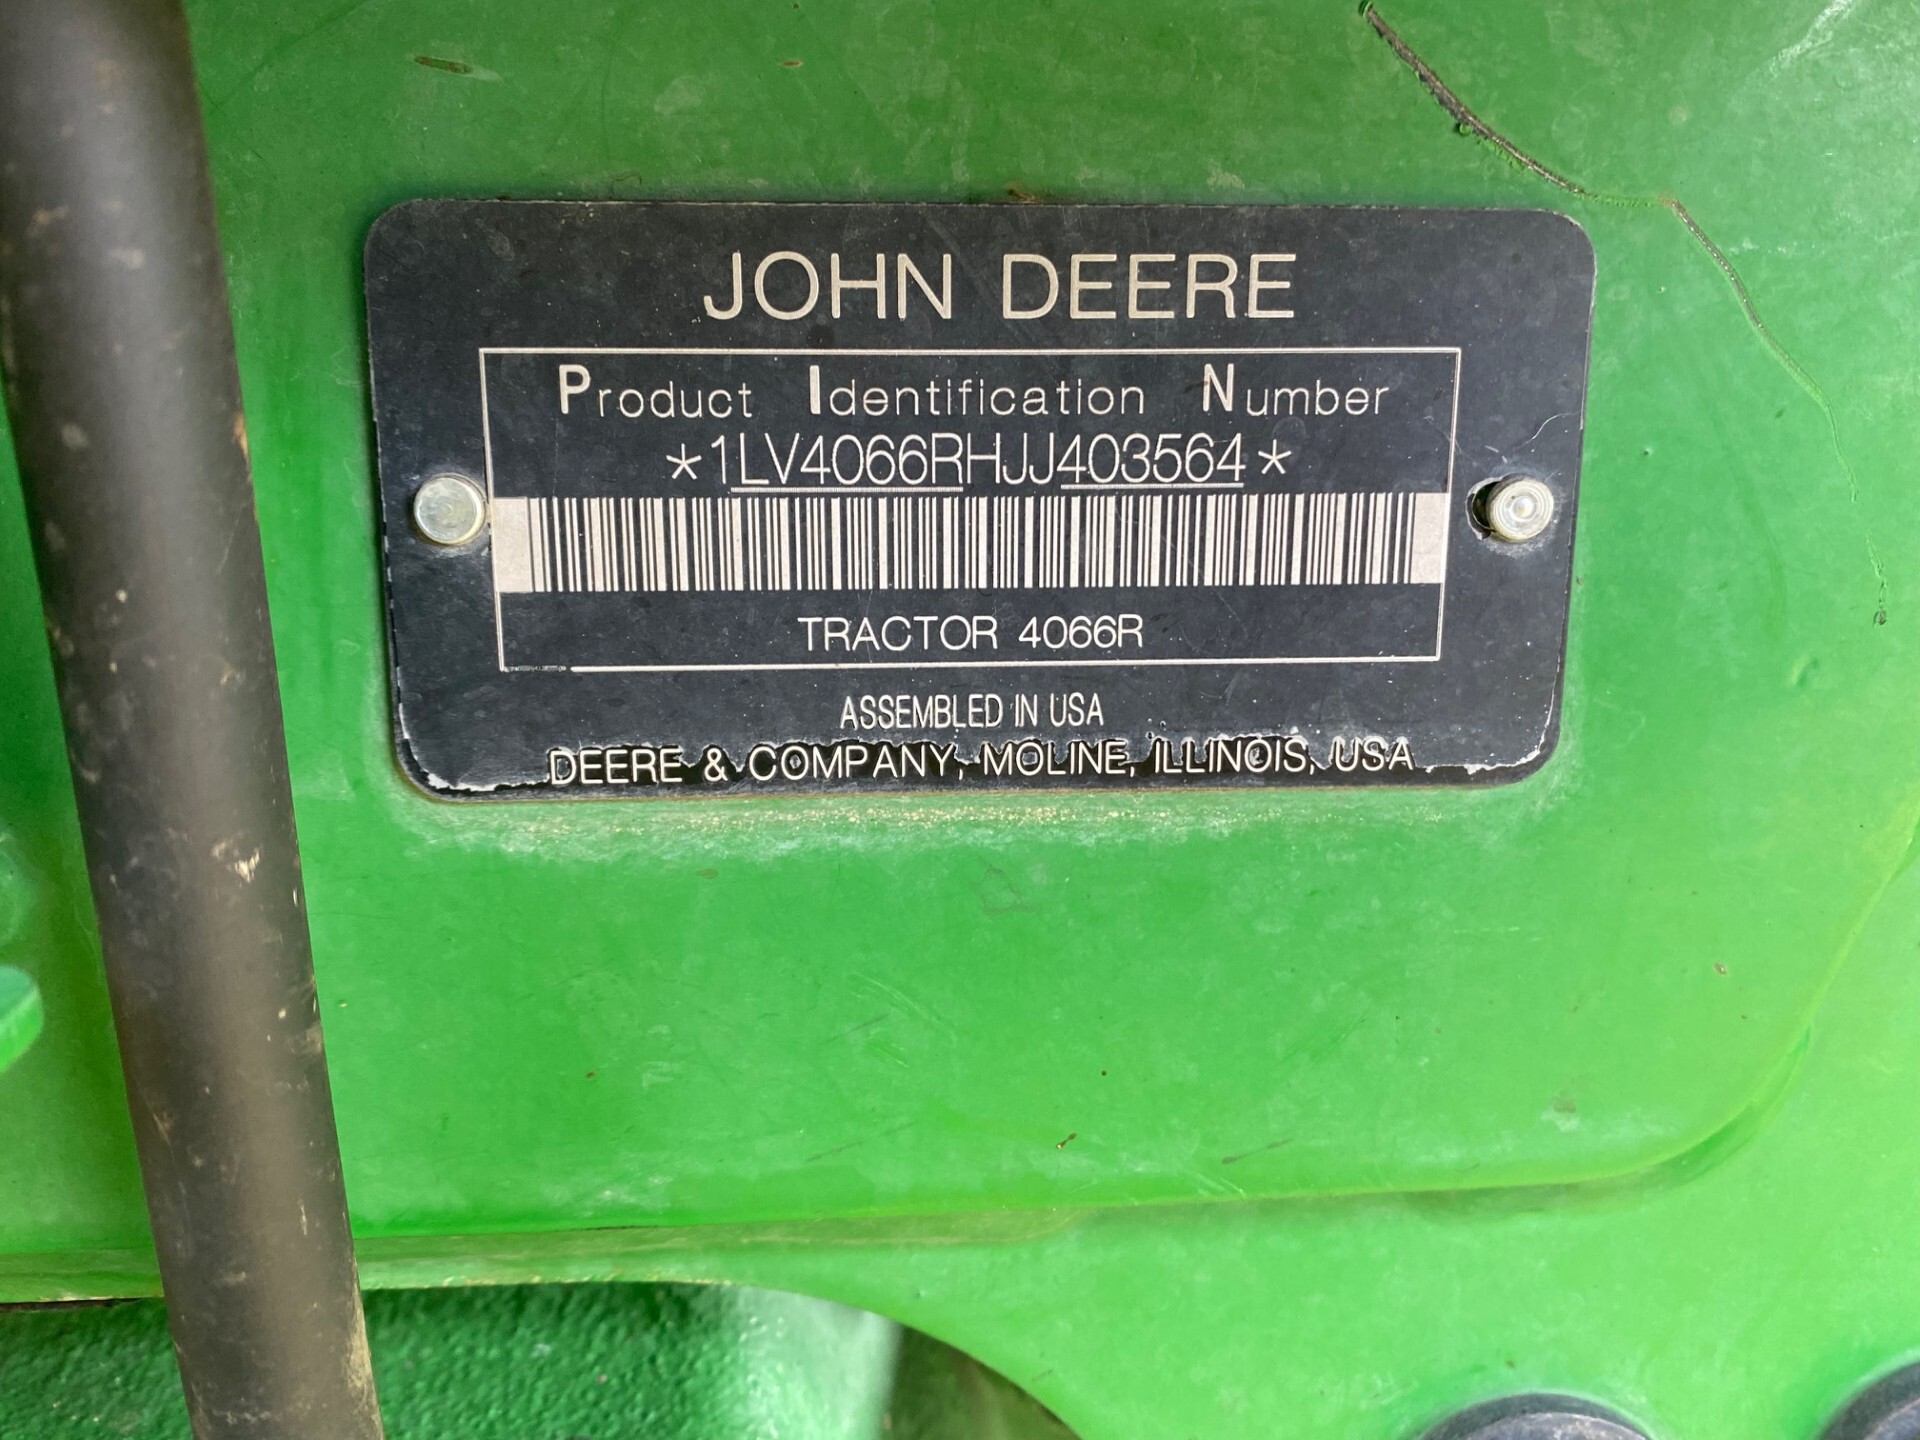 JOHN DEERE
Product Identification Number
*1LV4066RHJJ403564*
TRACTOR 4066R
ASSEMBLED IN USA
DEERE & COMPANY, MOLINE, ILLINOIS, USA